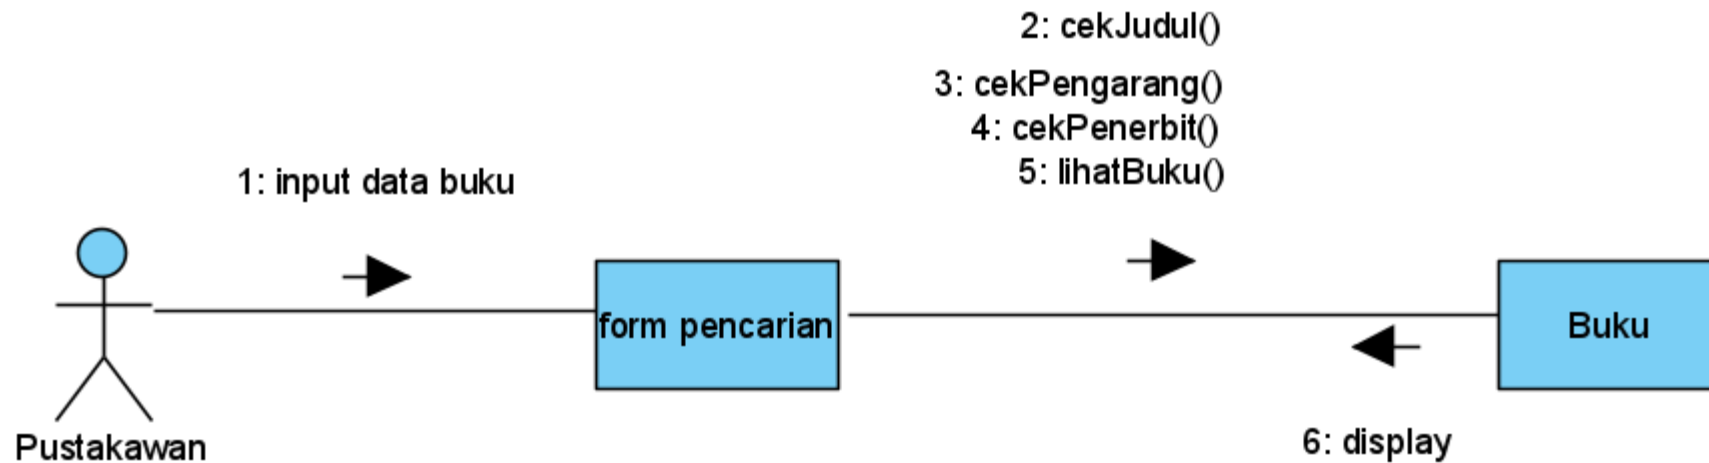 2: cekJudul()
3: cekPengarang()
4: cekPenerbit()
5: lihatBuku()
1: input data buku
form pencarian
Buku
Pustakawan
6: display